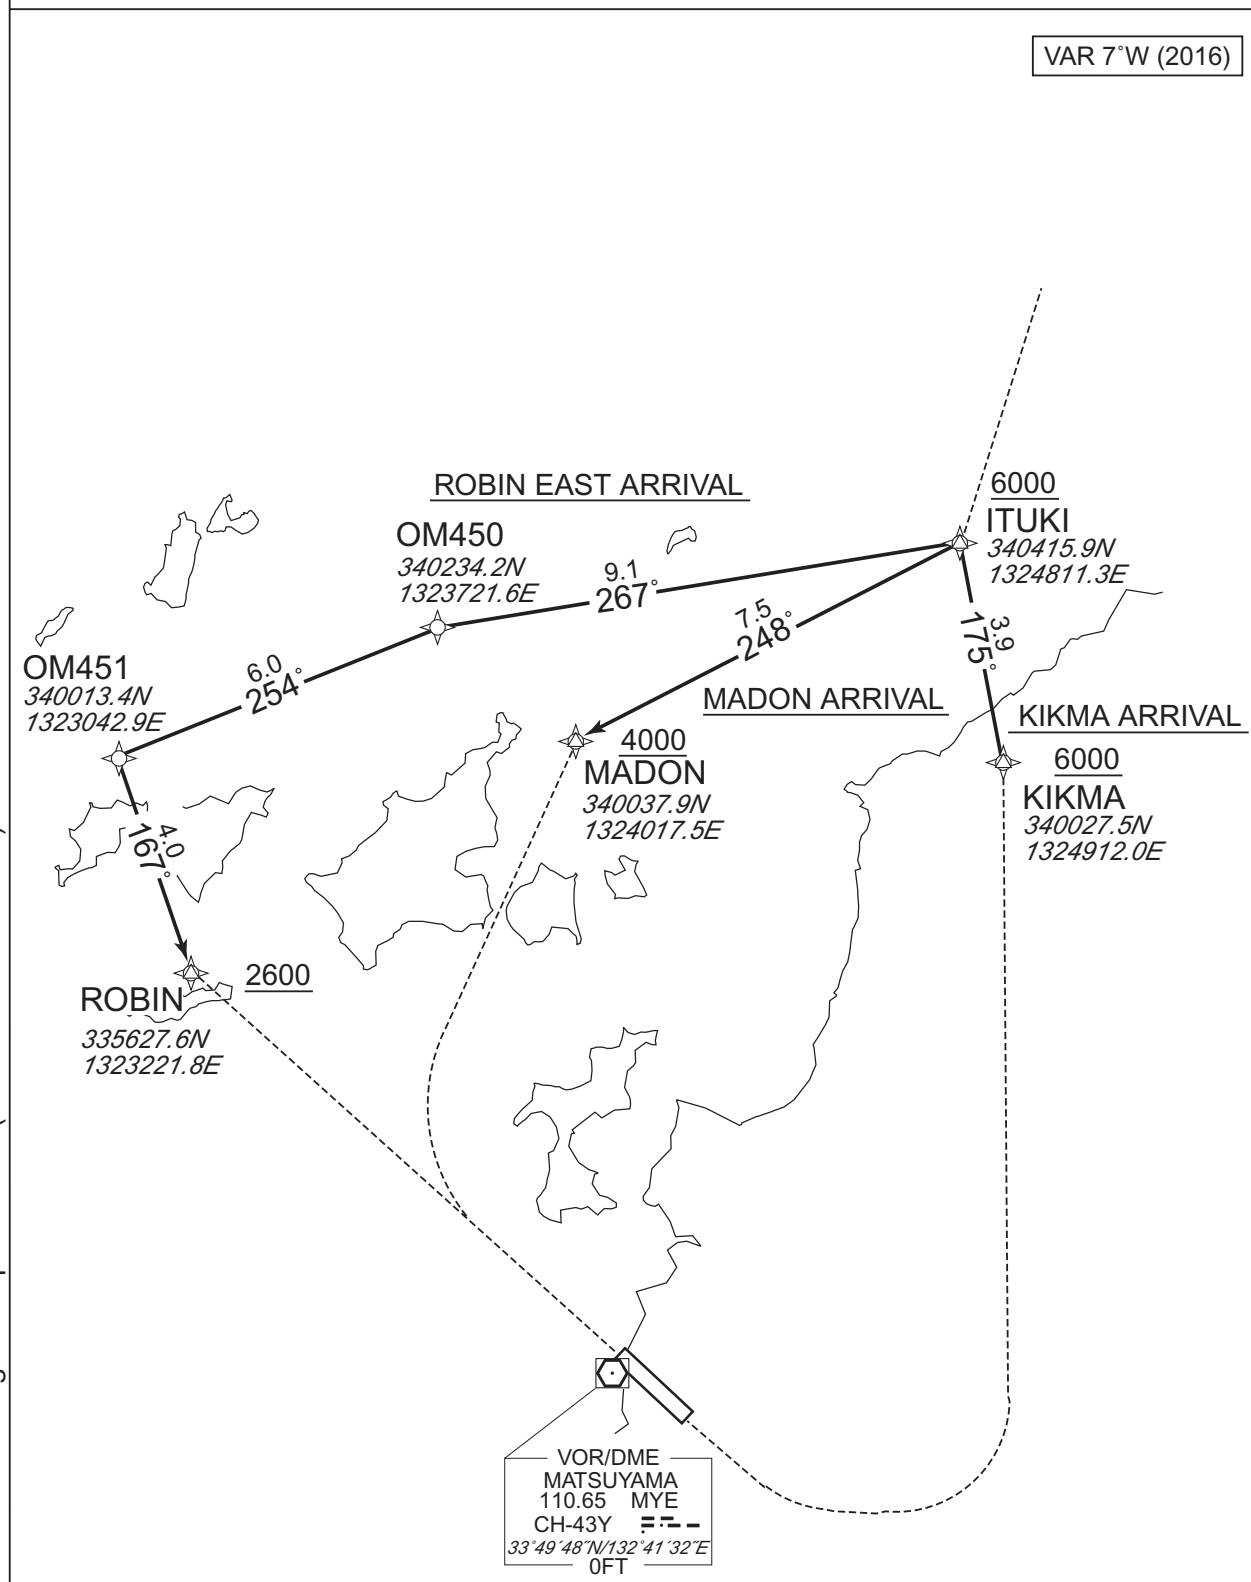 VAR 7°W (2016)
ROBIN EAST ARRIVAL
6000
ITUKI
340415.9N
1324811.3E
OM450
340234.2N
1323721.6E
9.1
267°
7.5
248°
3.9
175°
OM451
340013.4N
1323042.9E
6.0
254°
MADON ARRIVAL
KIKMA ARRIVAL
4000
MADON
340037.9N
1324017.5E
6000
KIKMA
340027.5N
1324912.0E
4.0
167°
2600
ROBIN
335627.6N
1323221.8E
VOR/DME
MATSUYAMA
110.65 MYE
CH-43Y
33°49´48˝N/132°41´32˝E
0FT